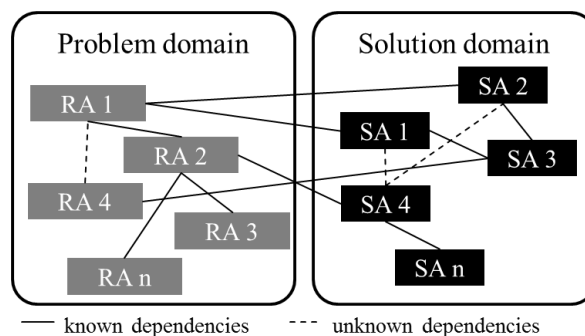 Problem domain
Solution domain
RA 1
RA 2
RA 4
RA 3
RA n
SA 2
SA 1
SA 3
SA 4
SA n
known dependencies
unknown dependencies